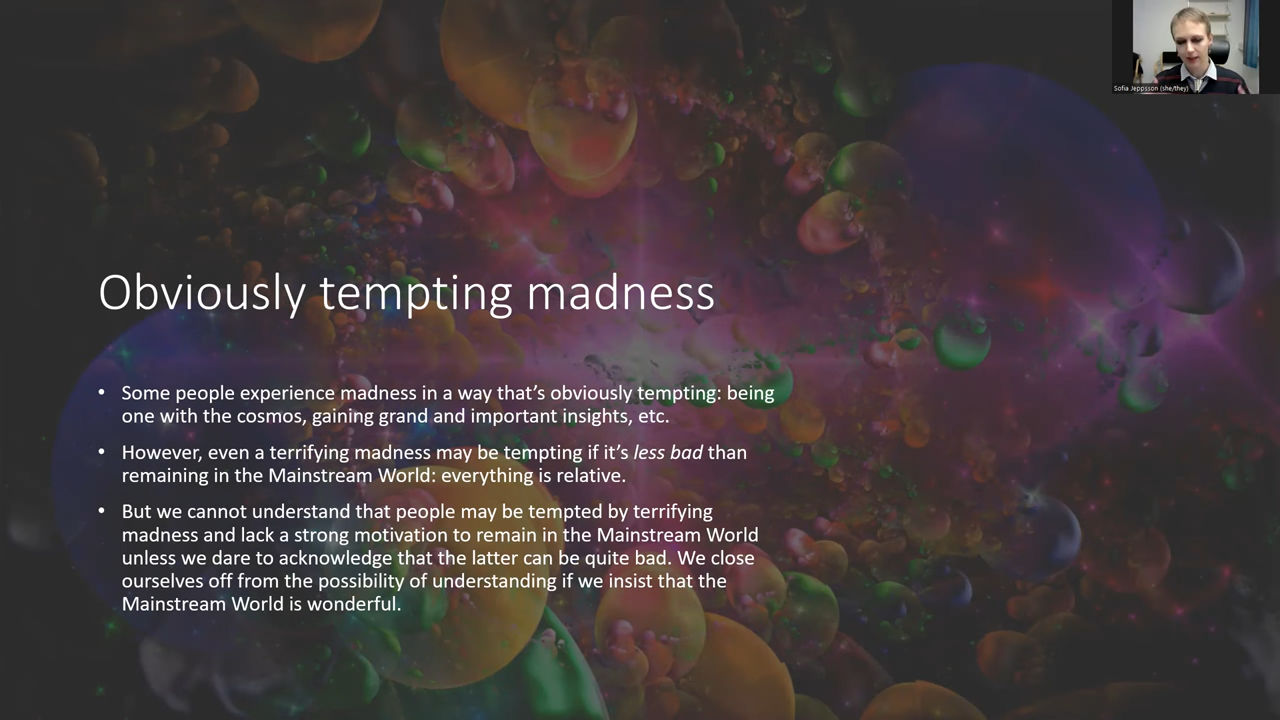 Sofia Jeppsson (she/they)
Obviously tempting madness
• Some people experience madness in a way that's obviously tempting: being
one with the cosmos, gaining grand and important insights, etc.
• However, even a terrifying madness may be tempting if it's less bad than
remaining in the Mainstream World: everything is relative.
• But we cannot understand that people may be tempted by terrifying
madness and lack a strong motivation to remain in the Mainstream World
unless we dare to acknowledge that the latter can be quite bad. We close
ourselves off from the possibility of understanding if we insist that the
Mainstream World is wonderful.